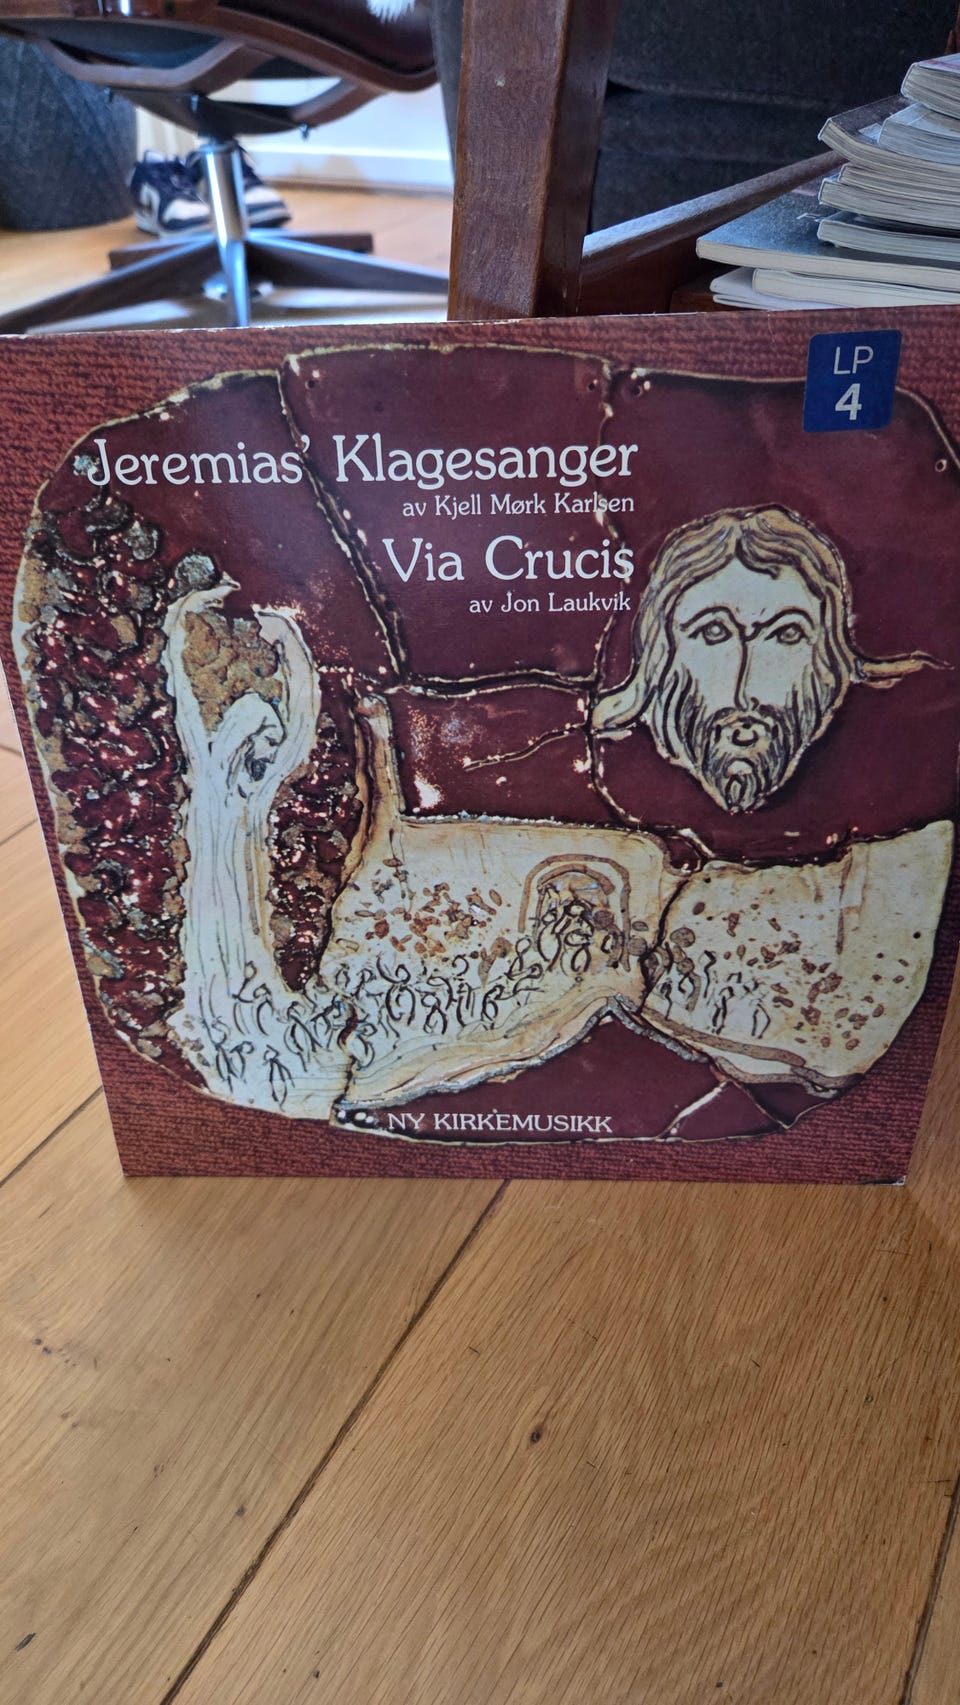 LP
4
Jeremias' Klagesanger
av Kjell Mørk Karlsen
Via Crucis
av Jon Laukvik
NY KIRKEMUSIKK